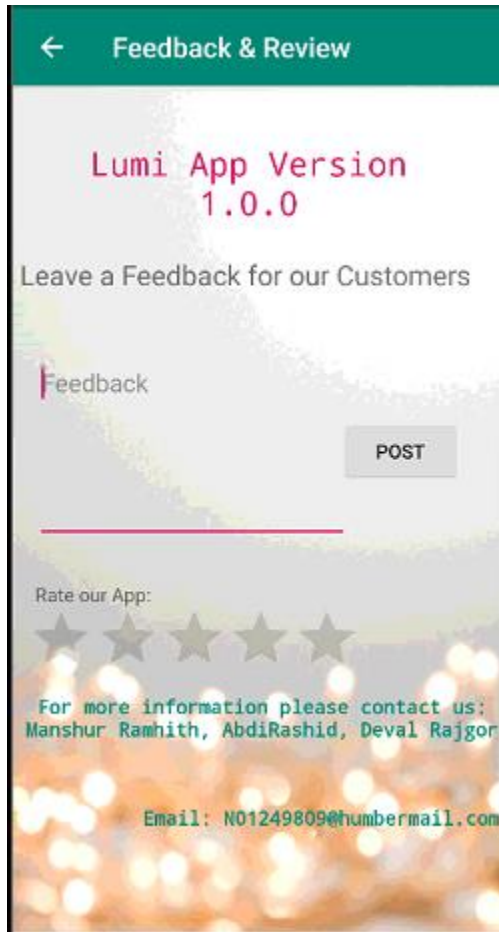 Feedback & Review
Lumi App Version
1.0.0
Leave a Feedback for our Customers
Feedback
POST
Rate our App:
For more information please contact us:
Manshur Ramhith, AbdiRashid, Deval Rajgor
Email: N01249809@humbermail.com